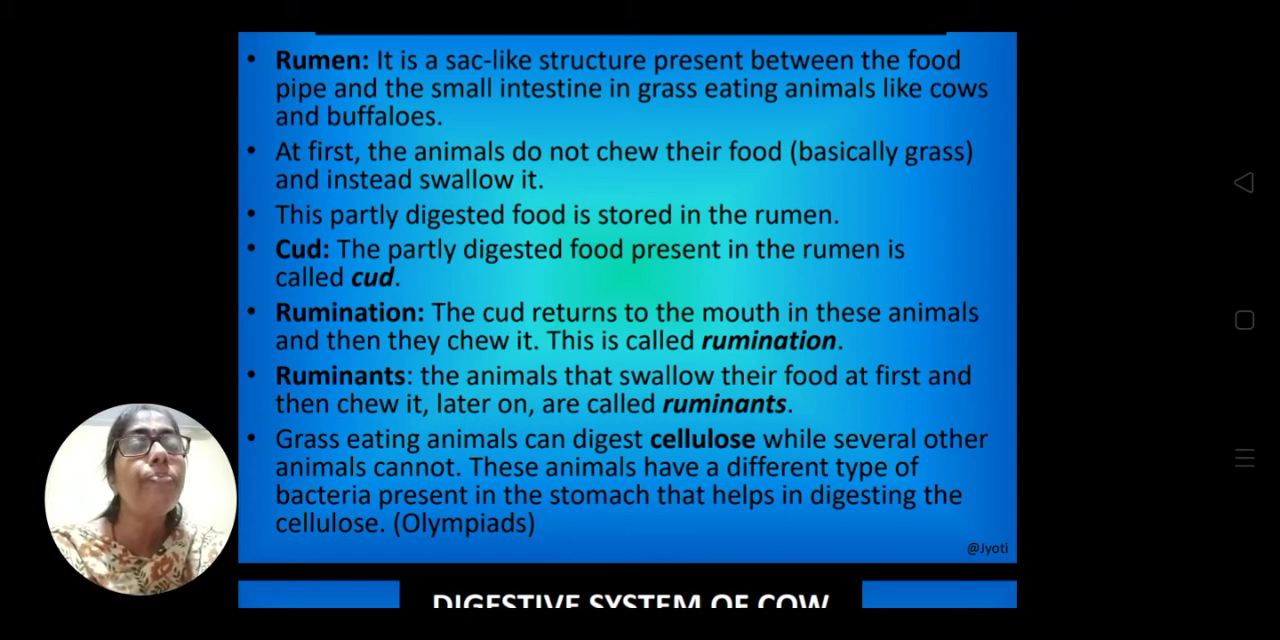 • Rumen: It is a sac-like structure present between the food
pipe and the small intestine in grass eating animals like cows
and buffaloes.
• At first, the animals do not chew their food (basically grass)
and instead swallow it.
• This partly digested food is stored in the rumen.
• Cud: The partly digested food present in the rumen is
called cud.
• Rumination: The cud returns to the mouth in these animals
and then they chew it. This is called rumination.
• Ruminants: the animals that swallow their food at first and
then chew it, later on, are called ruminants.
• Grass eating animals can digest cellulose while several other
animals cannot. These animals have a different type of
bacteria present in the stomach that helps in digesting the
cellulose. (Olympiads)
@Jyoti
DIGESTIVE SYSTEM OF COW